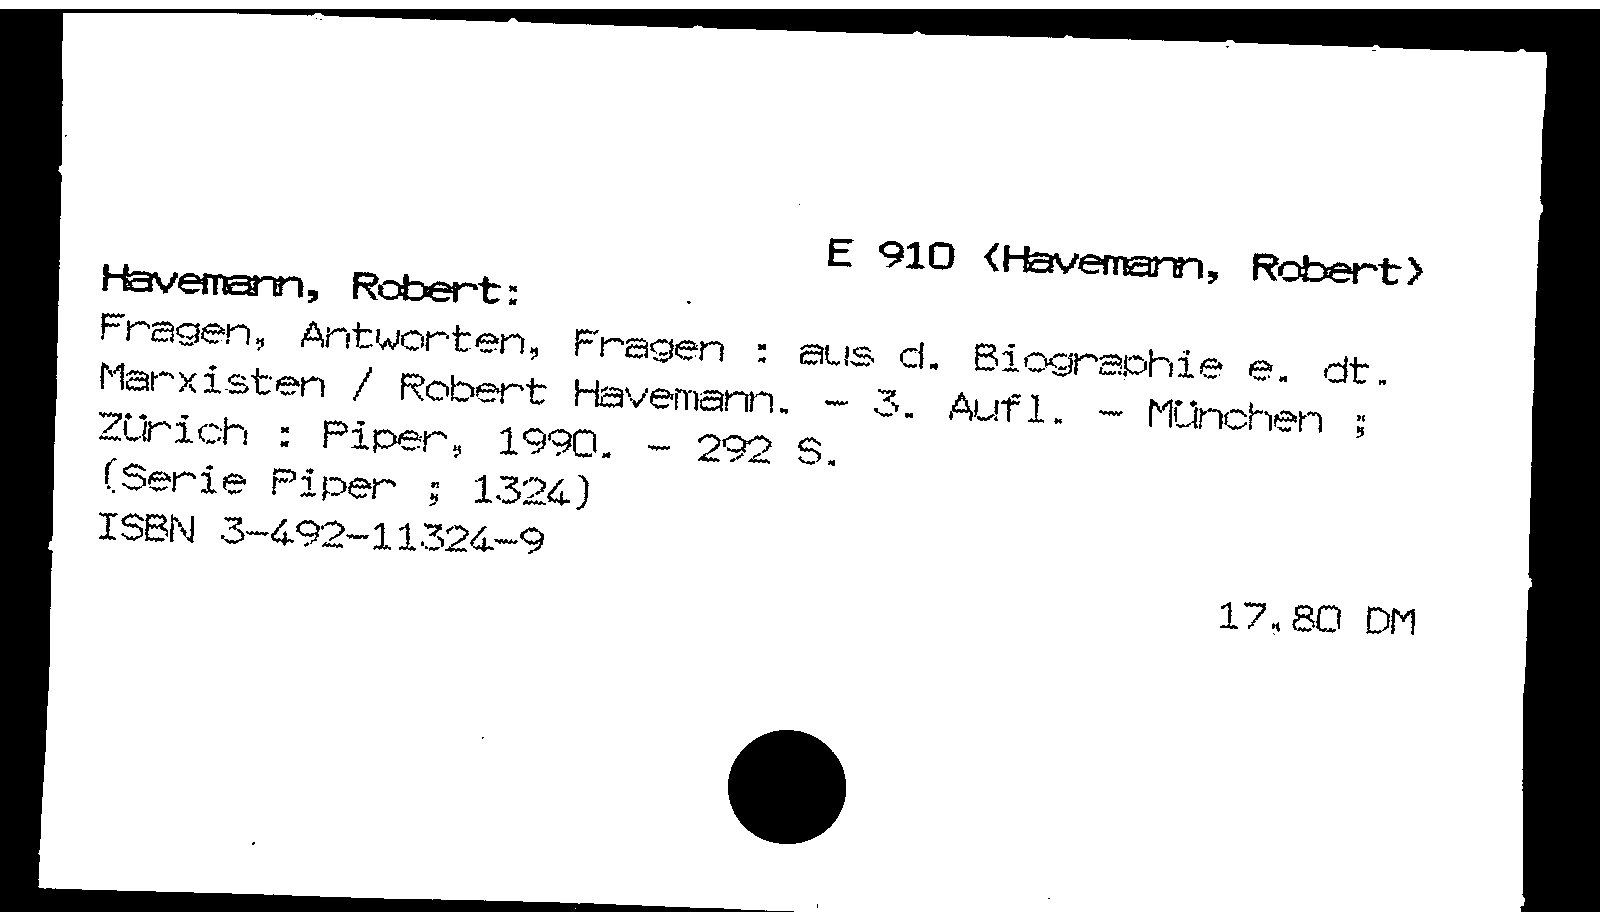 E 910 <Havemann, Robert>
Havemann, Robert:
Fragen, Antworten, Fragen : aus d. Biographie e. dt.
Marxisten / Robert Havemann. - 3. Aufl. - München ;
Zürich : Piper, 1990. - 292 S.
(Serie Piper ; 1324)
ISBN 3-492-11324-9
17,80 DM